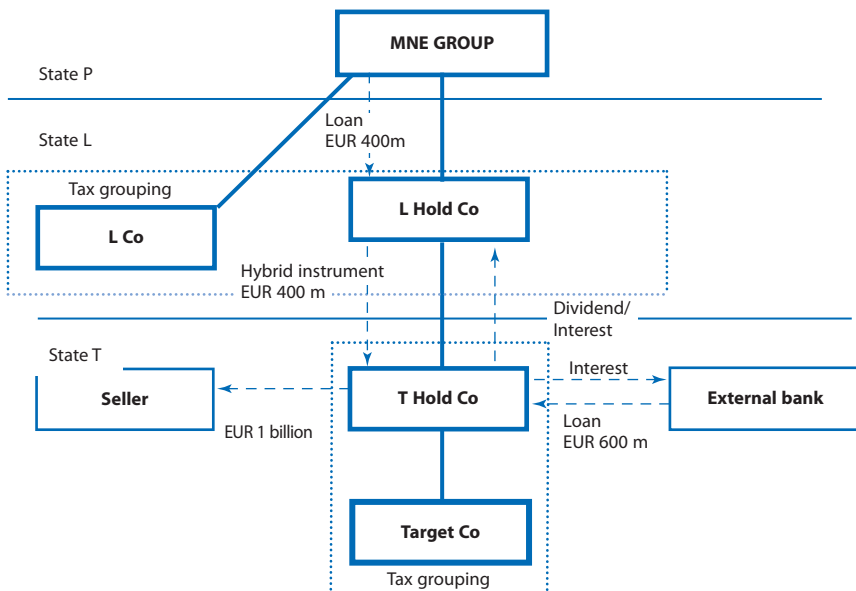 MNE GROUP
State P
Loan
EUR 400m
State L
Tax grouping
L Co
L Hold Co
Hybrid instrument
EUR 400 m
Dividend/
Interest
State T
Seller
T Hold Co
Interest
External bank
EUR 1 billion
Loan
EUR 600 m
Target Co
Tax grouping